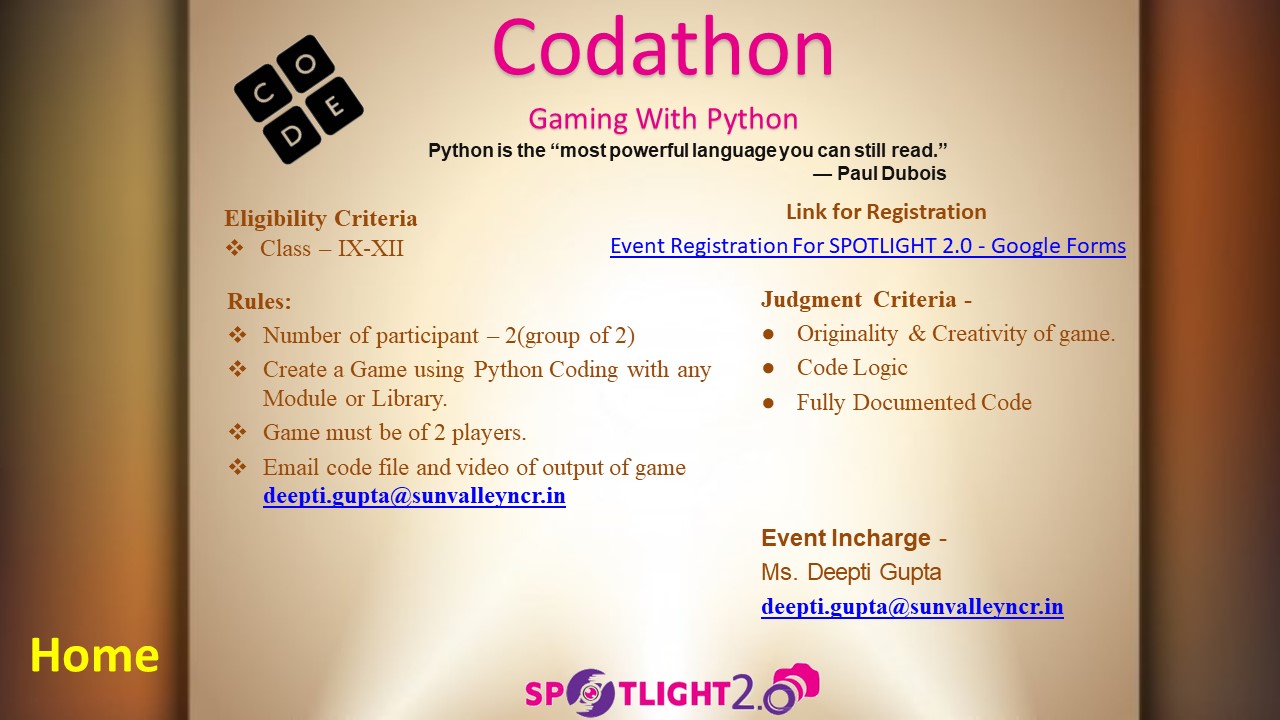 Codathon
C O D E
Gaming With Python
Python is the “most powerful language you can still read.”
— Paul Dubois
Eligibility Criteria
❖ Class – IX-XII
Link for Registration
Event Registration For SPOTLIGHT 2.0 - Google Forms
Rules:
❖ Number of participant – 2(group of 2)
❖ Create a Game using Python Coding with any
Module or Library.
❖ Game must be of 2 players.
❖ Email code file and video of output of game
deepti.gupta@sunvalleyncr.in
Judgment Criteria -
● Originality & Creativity of game.
● Code Logic
● Fully Documented Code
Event Incharge -
Ms. Deepti Gupta
deepti.gupta@sunvalleyncr.in
Home
SPOTLIGHT2.0